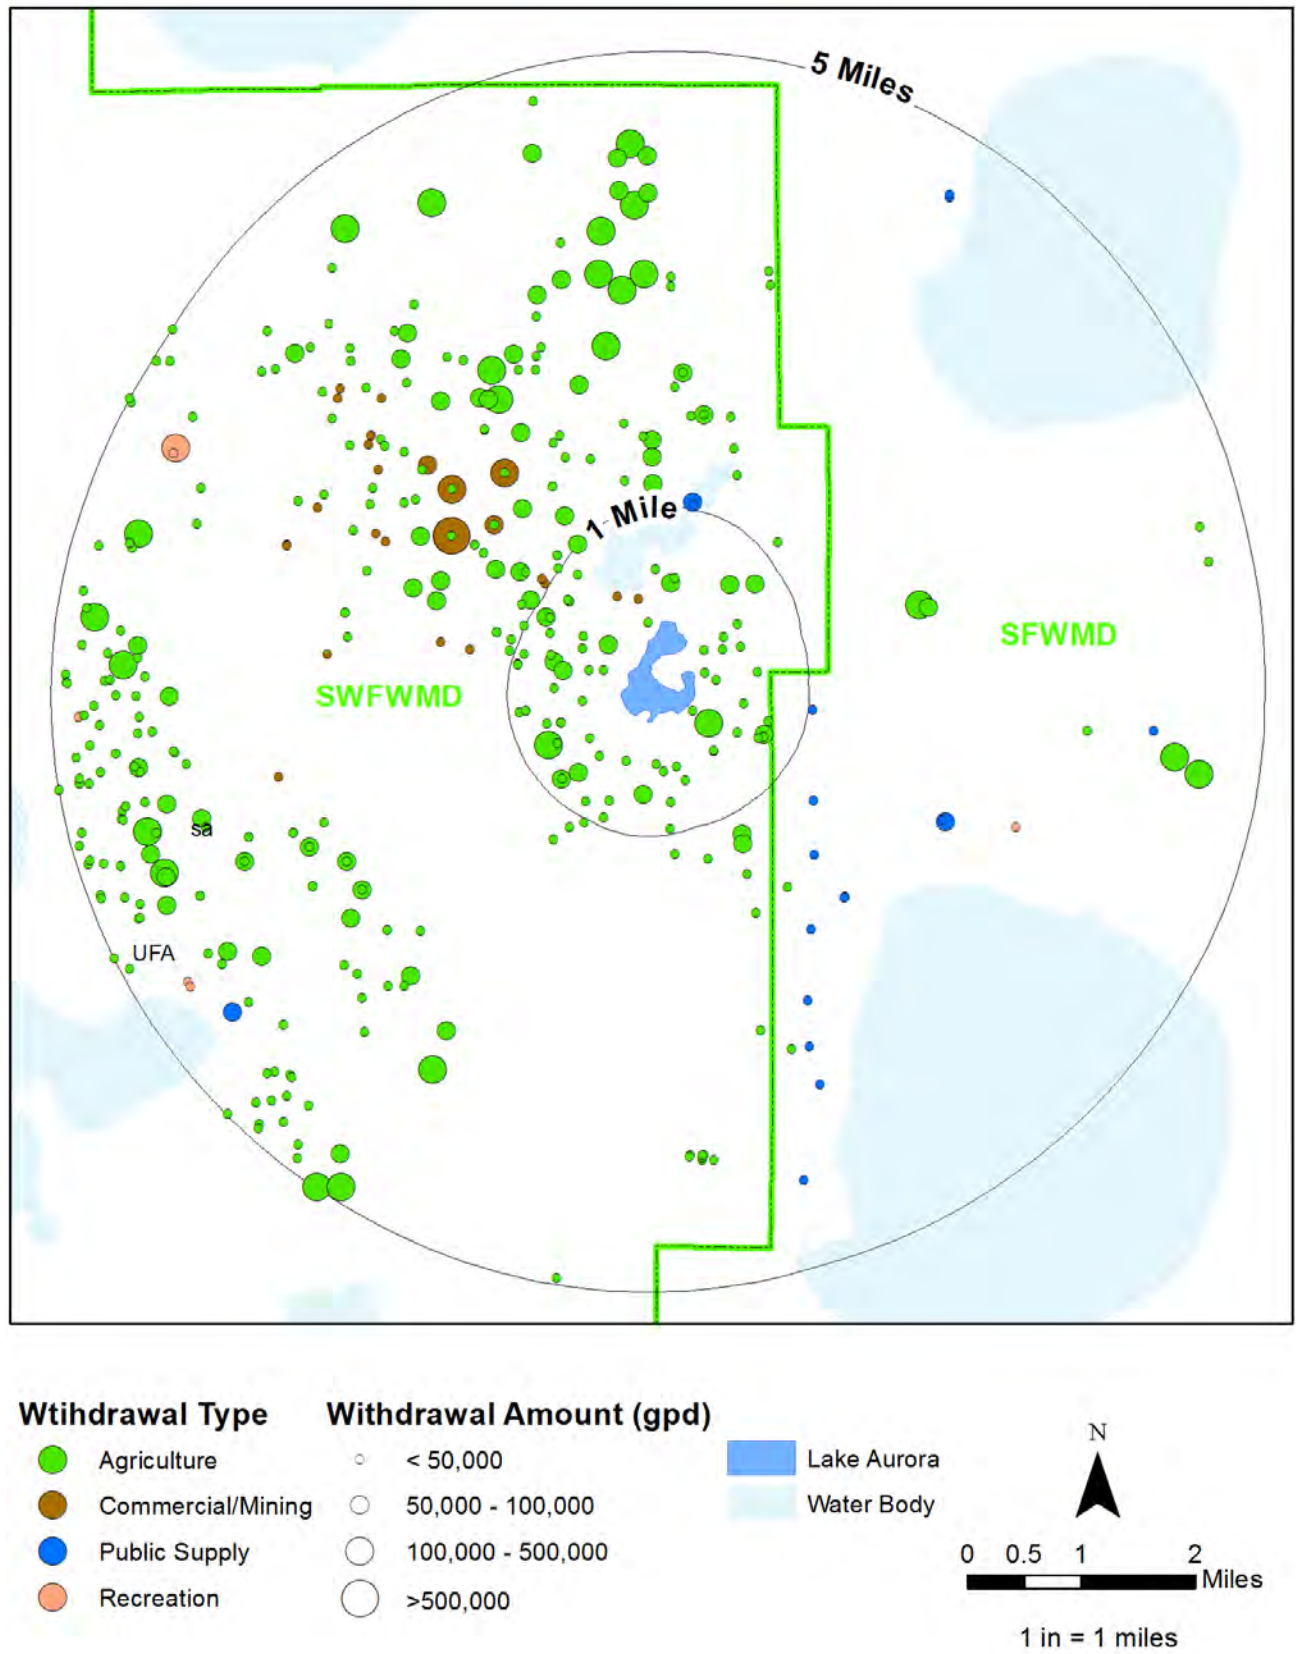 5 Miles
1 Mile
SFWMD
SWFWMD
sa
UFA
Wtihdrawal Type
Agriculture
Commercial/Mining
Public Supply
Recreation
Withdrawal Amount (gpd)
< 50,000
50,000 - 100,000
100,000 - 500,000
>500,000
Lake Aurora
Water Body
N
0 0.5 1 2
Miles
1 in = 1 miles